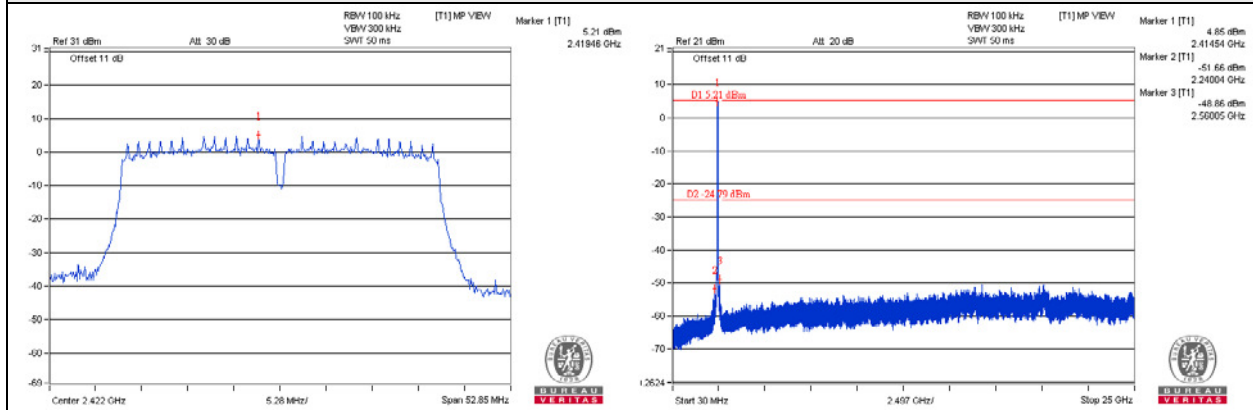 RBW 100 kHz
VBW 300 kHz
SWT 50 ms
[T1] MP VIEW
Marker 1 [T1]
5.21 dBm
2.41946 GHz
Ref 31 dBm
Att 30 dB
Offset 11 dB
31
20
10
0
-10
-20
-30
-40
-50
-60
-69
1
Center 2.422 GHz
5.28 MHz/
Span 52.85 MHz
BUREAU
VERITAS
RBW 100 kHz
VBW 300 kHz
SWT 50 ms
[T1] MP VIEW
Marker 1 [T1]
4.85 dBm
2.41454 GHz
Marker 2 [T1]
-51.66 dBm
2.24004 GHz
Marker 3 [T1]
-48.86 dBm
2.56005 GHz
Ref 21 dBm
Att 20 dB
Offset 11 dB
21
10
0
-10
-20
-30
-40
-50
-60
-70
1
D1 5.21 dBm
D2 -24.79 dBm
3
2
Start 30 MHz
2.497 GHz/
Stop 25 GHz
BUREAU
VERITAS